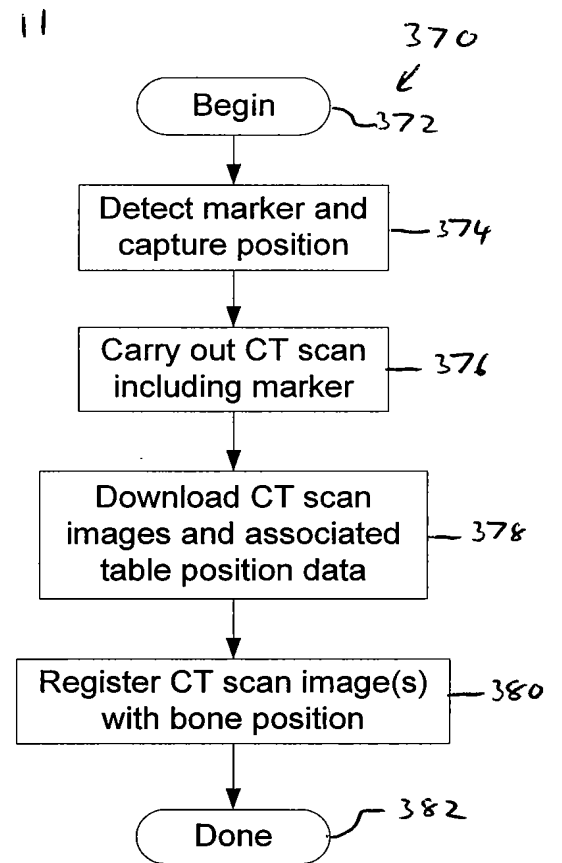 11
370
Begin
372
Detect marker and
capture position
374
Carry out CT scan
including marker
376
Download CT scan
images and associated
table position data
378
Register CT scan image(s)
with bone position
380
382
Done